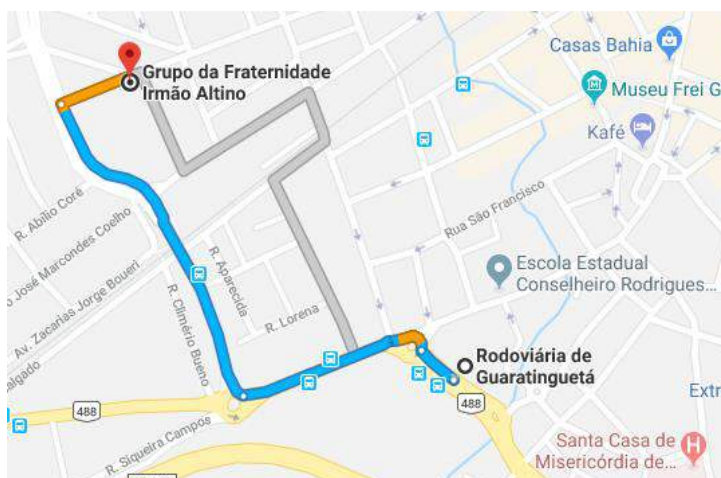 Casas Bahia
Grupo da Fraternidade
Irmão Altino
Museu Frei G
Kafé
R. Abílio Coré
Rua São Francisco
o José Marcondes Coelho
R. Aparecida
Escola Estadual
Conselheiro Rodrigues...
Av. Zacarias Jorge Boueri
R. Climério Bueno
R. Lorena
Rodoviária de
Guaratinguetá
algado
488
488
Extr
R. Siqueira Campos
Santa Casa de
Misericórdia de...
H